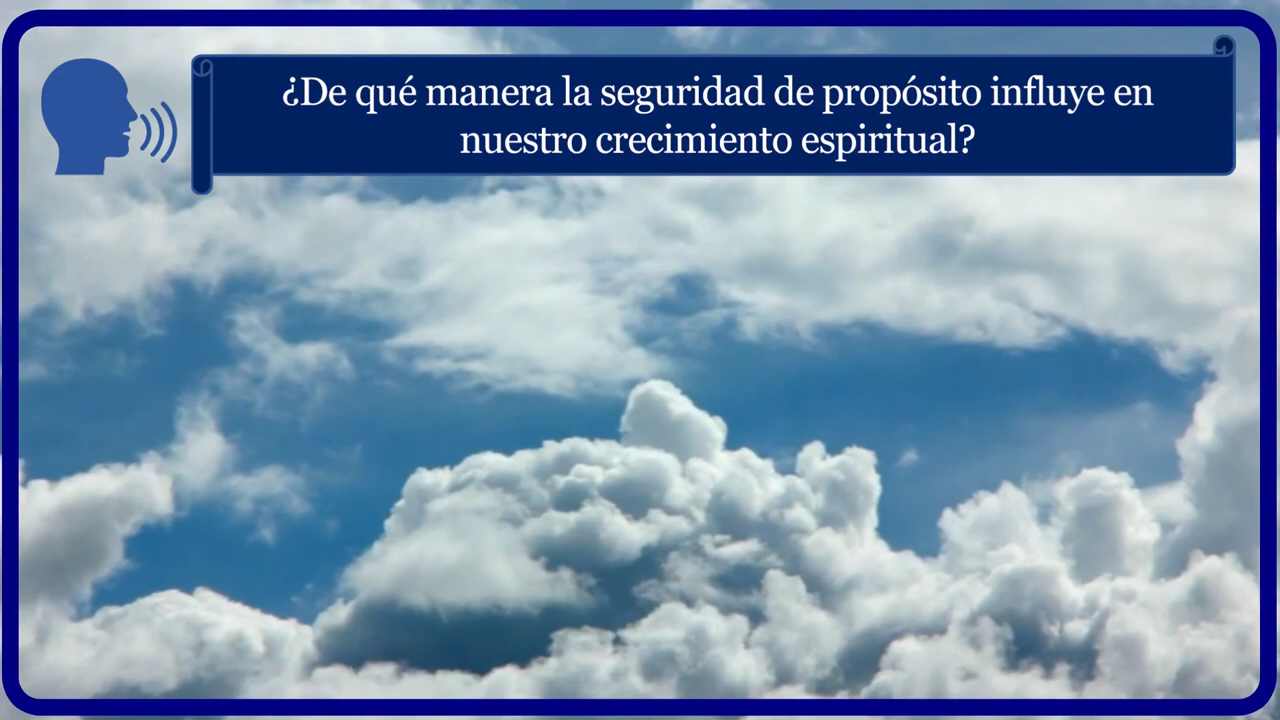 ¿De qué manera la seguridad de propósito influye en
nuestro crecimiento espiritual?